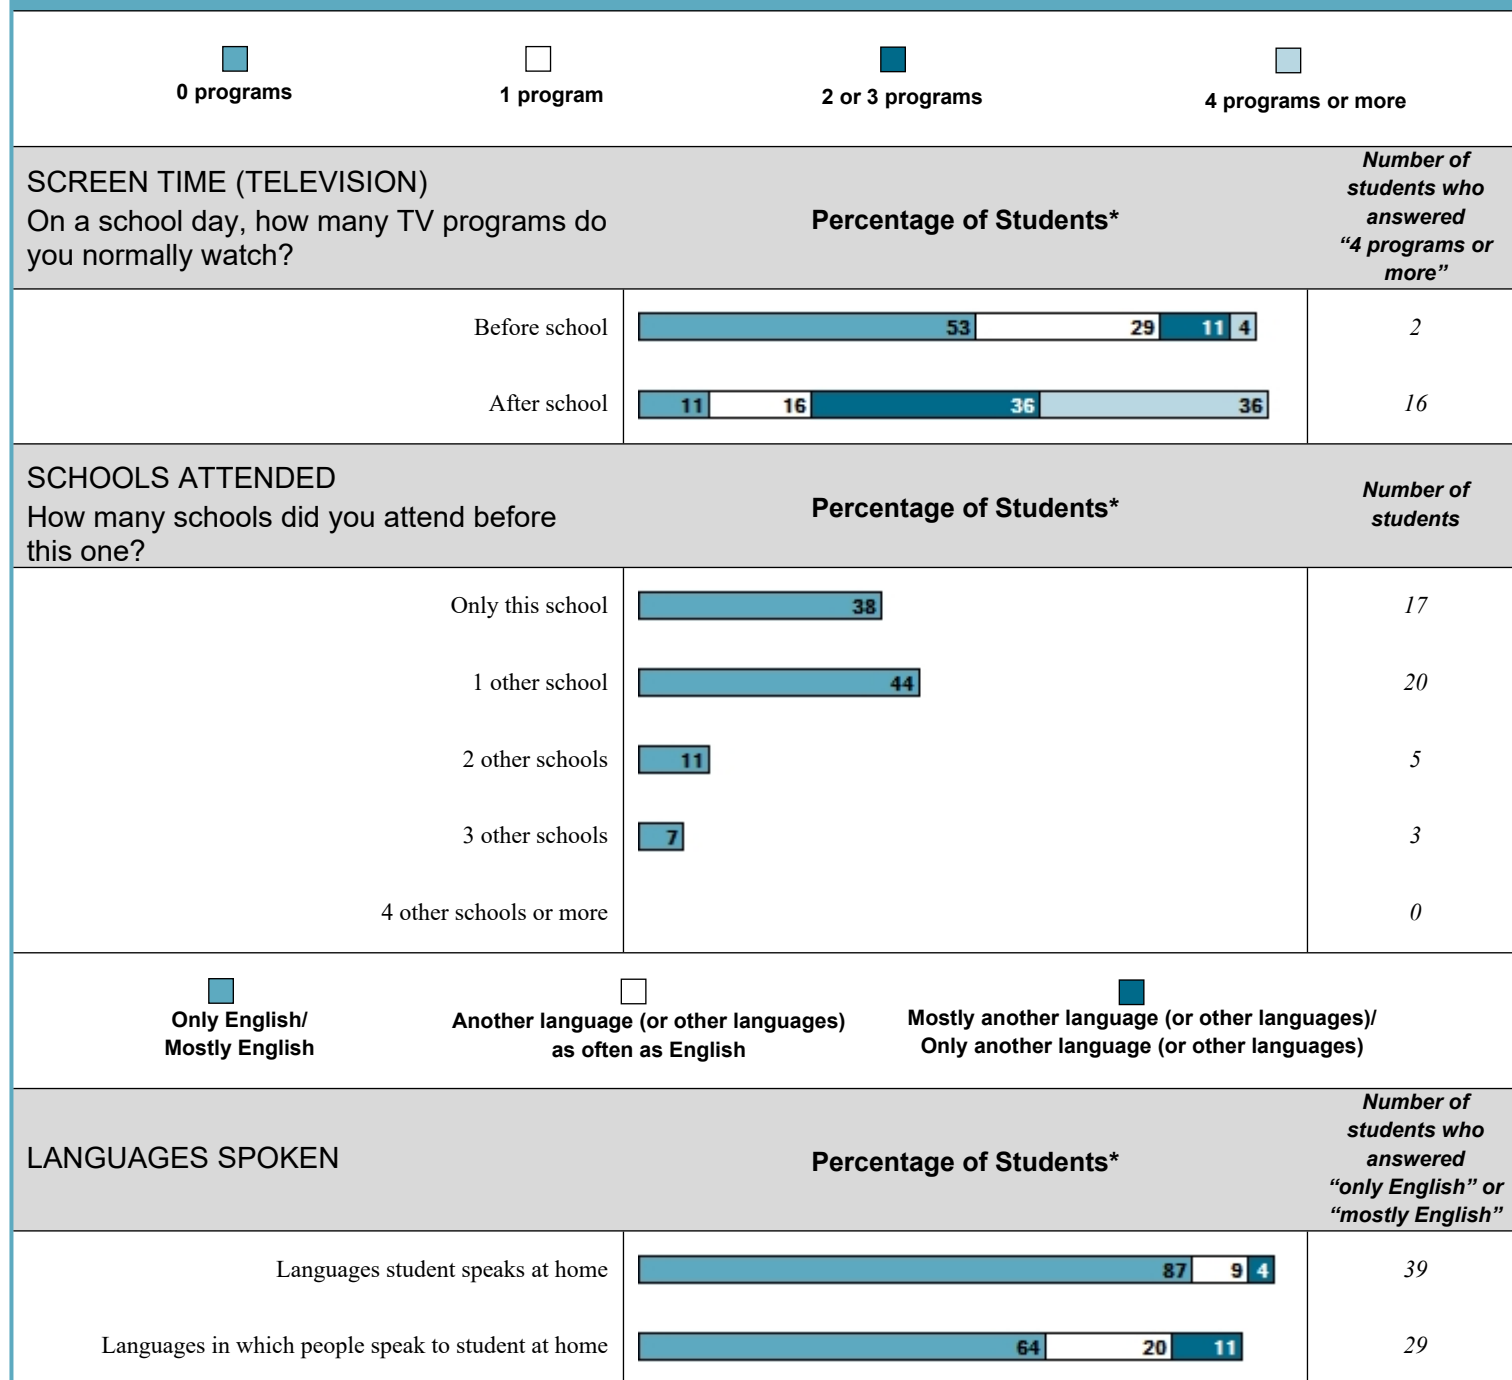 0 programs
1 program
2 or 3 programs
4 programs or more
SCREEN TIME (TELEVISION)
On a school day, how many TV programs do
you normally watch?
Percentage of Students*
Number of
students who
answered
“4 programs or
more”
Before school
53 29 11 4
2
After school
11 16 36 36
16
SCHOOLS ATTENDED
How many schools did you attend before
this one?
Percentage of Students*
Number of
students
Only this school
38
17
1 other school
44
20
2 other schools
11
5
3 other schools
7
3
4 other schools or more
0
Only English/
Mostly English
Another language (or other languages)
as often as English
Mostly another language (or other languages)/
Only another language (or other languages)
LANGUAGES SPOKEN
Percentage of Students*
Number of
students who
answered
“only English” or
“mostly English”
Languages student speaks at home
87 9 4
39
Languages in which people speak to student at home
64 20 11
29